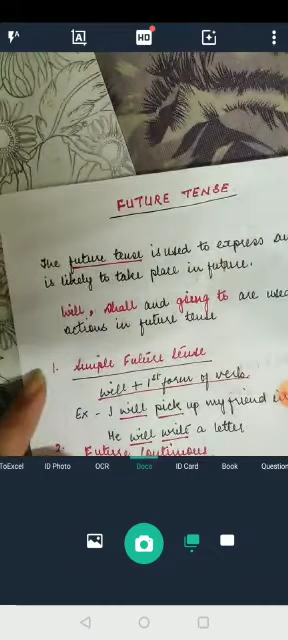 A
A
HD
FUTURE TENSE
The future tense is used to express an
is likely to take place in future.
Will, shall and going to are used
actions in future tense
1. Simple Future tense
will + 1st form of verb
Ex - I will pick up my friend
He will write a letter
2. Future Continuous
ToExcel ID Photo OCR Docs ID Card Book Question